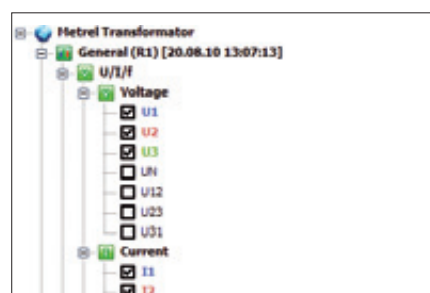 Metrel Transformator
General (R1) [20.08.10 13:07:13]
U/I/f
Voltage
U1
U2
U3
UN
U12
U23
U31
Current
I1
I2